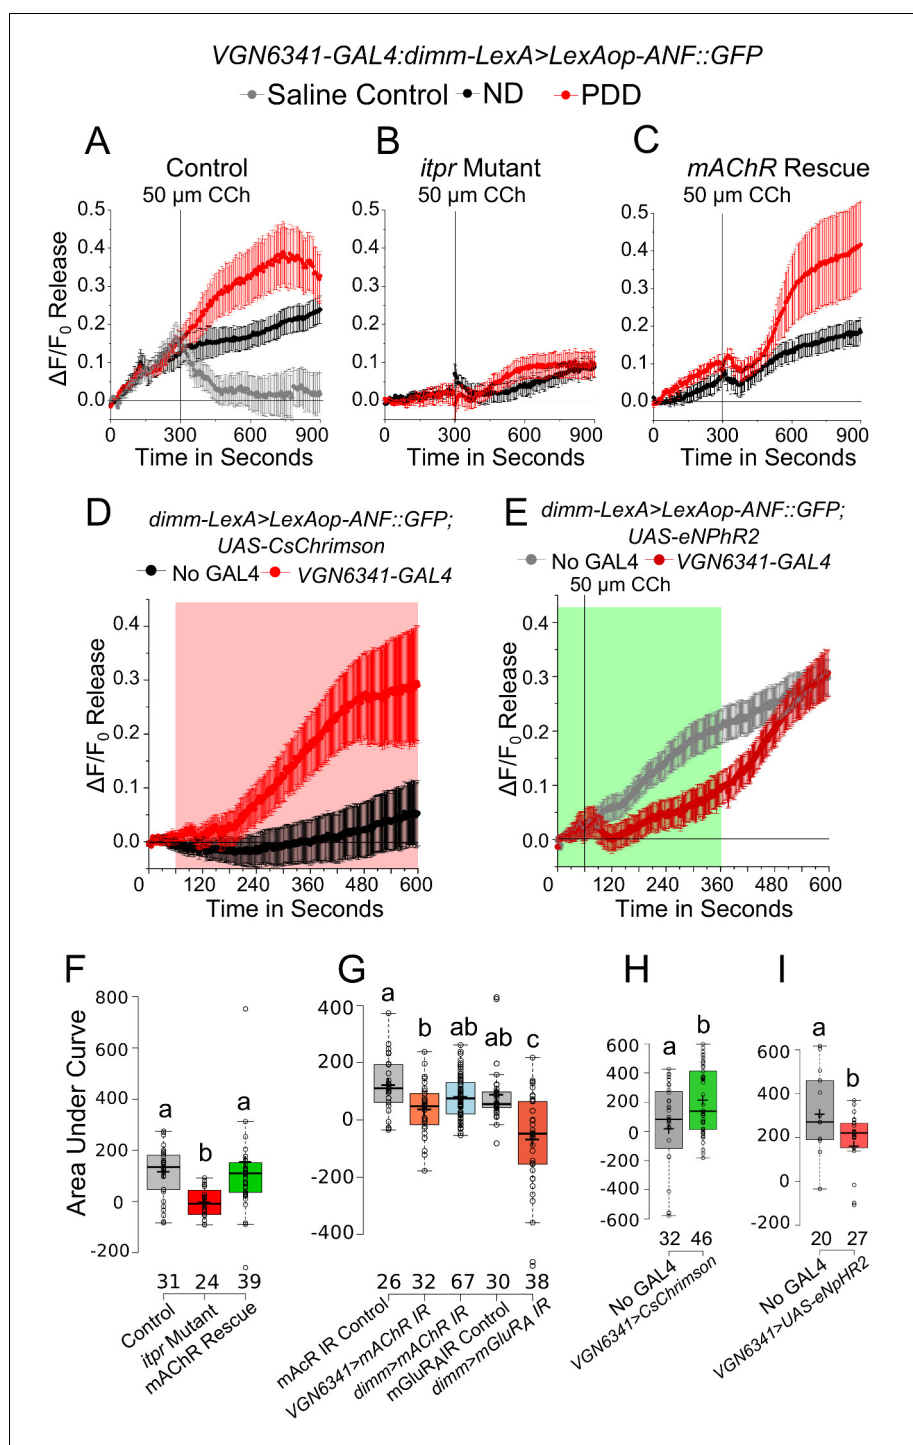 VGN6341-GAL4:dimm-LexA>LexAop-ANF::GFP
Saline Control ND PDD
A B C
Control itpr Mutant mAChR Rescue
50 µm CCh 50 µm CCh 50 µm CCh
ΔF/F0 Release
0.5 0.5 0.5
0.4 0.4 0.4
0.3 0.3 0.3
0.2 0.2 0.2
0.1 0.1 0.1
0.0 0.0 0.0
0 300 600 900 0 300 600 900 0 300 600 900
Time in Seconds Time in Seconds Time in Seconds
D E
dimm-LexA>LexAop-ANF::GFP;
UAS-CsChrimson
No GAL4 VGN6341-GAL4
dimm-LexA>LexAop-ANF::GFP;
UAS-eNPhR2
No GAL4 VGN6341-GAL4
50 µm CCh
ΔF/F0 Release
0.4
0.3
0.2
0.1
0.0
0 120 240 360 480 600
Time in Seconds
ΔF/F0 Release
0.4
0.3
0.2
0.1
0.0
0 120 240 360 480 600
Time in Seconds
F G H I
Area Under Curve
800
600
400
200
0
-200
a b a
31 24 39
Control
itpr Mutant
mAChR Rescue
400
200
0
-200
-400
a b ab ab c
26 32 67 30 38
mAcR IR Control
VGN6341>mAChR IR
dimm>mAChR IR
mGluRAIR Control
dimm>mGluRA IR
600
400
200
0
-200
-400
-600
a b
32 46
No GAL4
VGN6341>CsChrimson
600
400
200
0
-200
a b
20 27
No GAL4
VGN6341>UAS-eNpHR2